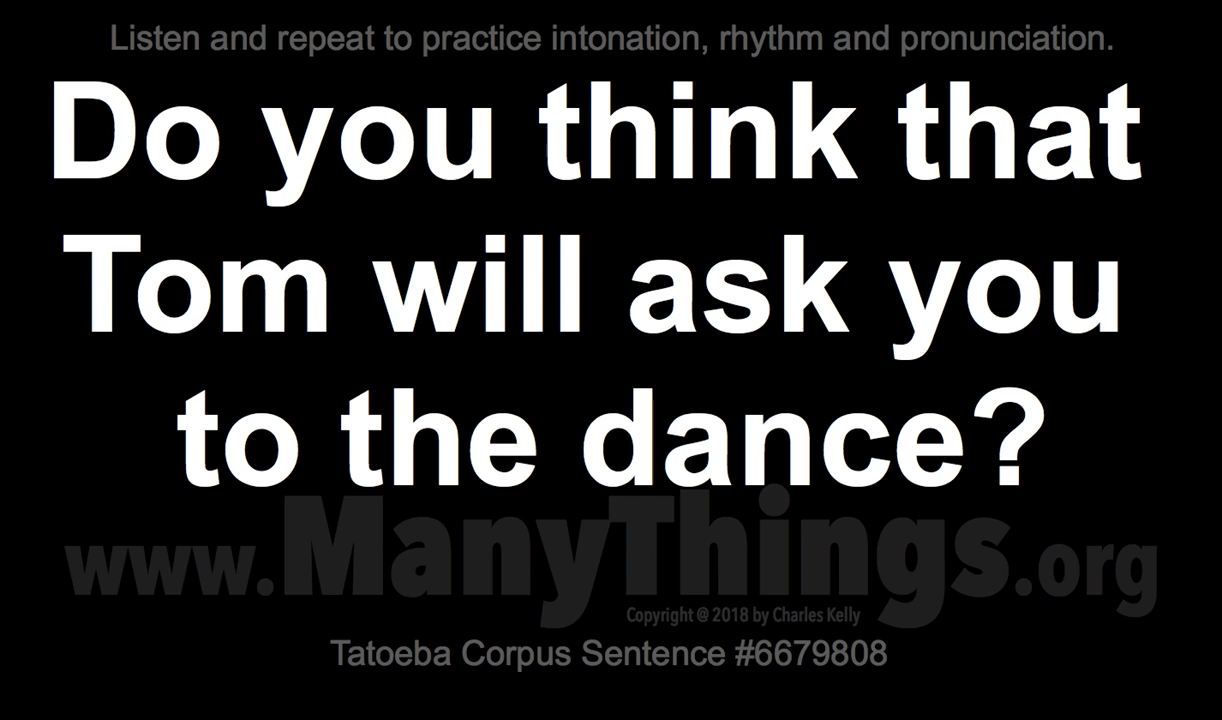 Listen and repeat to practice intonation, rhythm and pronunciation.
Do you think that
Tom will ask you
to the dance?
www.ManyThings.org
Copyright @ 2018 by Charles Kelly
Tatoeba Corpus Sentence #6679808